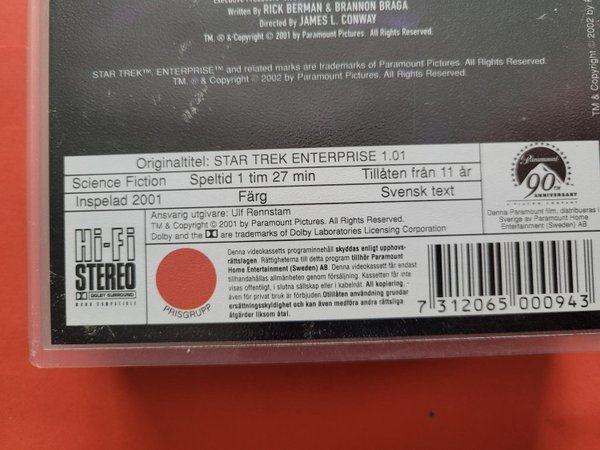 Written By RICK BERMAN & BRANNON BRAGA
Directed By JAMES L. CONWAY
TM, ® & Copyright © 2001 by Paramount Pictures. All Rights Reserved.
STAR TREK™, ENTERPRISE™ and related marks are trademarks of Paramount Pictures.
TM, ® & Copyright © 2002 by Paramount Pictures. All Rights Reserved.
TM & Copyright © 2002 by
Originaltitel: STAR TREK ENTERPRISE 1.01
Science Fiction Speltid 1 tim 27 min Tillåten från 11 år
Inspelad 2001 Färg Svensk text
Ansvarig utgivare: Ulf Rennstam
TM & Copyright © 2001 by Paramount Pictures. All Rights Reserved.
Dolby and the are trademarks of Dolby Laboratories Licensing Corporation
Paramount
90TH
ANNIVERSARY
Denna Paramount film, distribueras i
Sverige av Paramount Home
Entertainment (Sweden) AB.
Hi-Fi
STEREO
DOLBY SURROUND
MONO COMPATIBLE
PRISGRUPP
Denna videokassetts programinnehåll skyddas enligt upphovs-
rättslagen. Rättigheterna till detta program tillhör Paramount
Home Entertainment (Sweden) AB. Denna videokassett får endast
tillhandahållas allmänheten genom försäljning. Kassetten får inte
visas offentligt, i slutna sällskap eller i kabelnät. All kopiering, -
även för privat bruk är förbjuden. Otillåten användning grundar
ersättningsskyldighet och kan även medföra andra rättsliga
åtgärder liksom åtal.
7 312065 000943